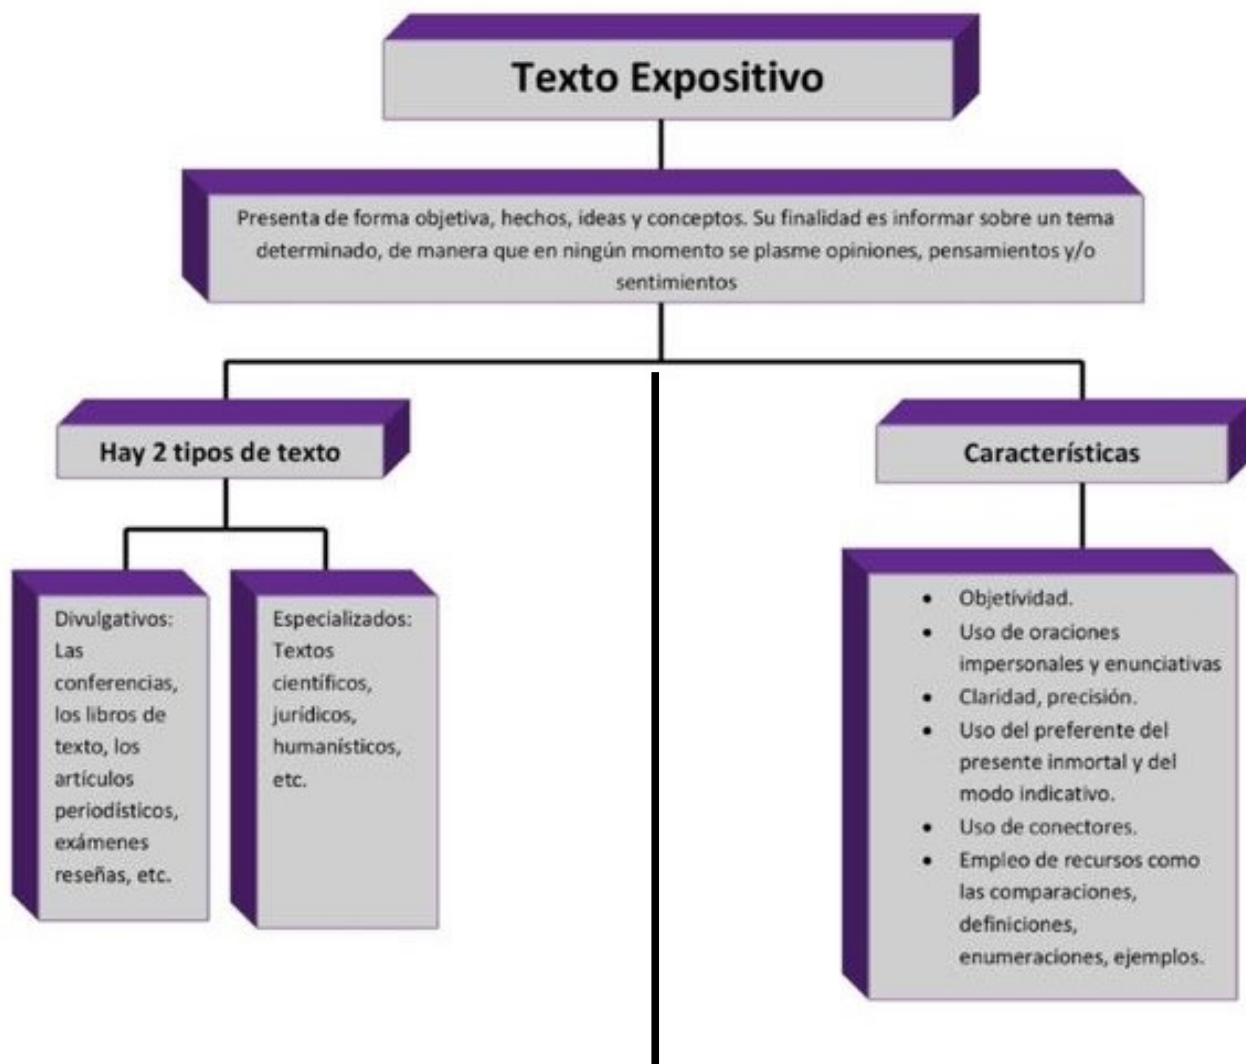 Texto Expositivo
Presenta de forma objetiva, hechos, ideas y conceptos. Su finalidad es informar sobre un tema
determinado, de manera que en ningún momento se plasme opiniones, pensamientos y/o
sentimientos
Hay 2 tipos de texto
Divulgativos:
Las
conferencias,
los libros de
texto, los
artículos
periodísticos,
exámenes
reseñas, etc.
Especializados:
Textos
científicos,
jurídicos,
humanísticos,
etc.
Características
• Objetividad.
• Uso de oraciones
impersonales y enunciativas
• Claridad, precisión.
• Uso del preferente del
presente inmortal y del
modo indicativo.
• Uso de conectores.
• Empleo de recursos como
las comparaciones,
definiciones,
enumeraciones, ejemplos.